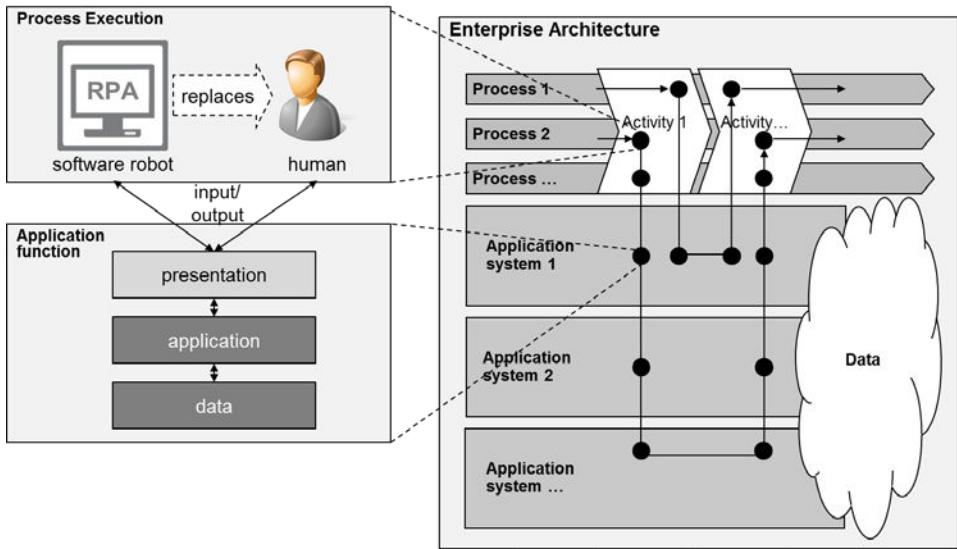 Process Execution
RPA
replaces
software robot
human
input/
output
Application
function
presentation
application
data
Enterprise Architecture
Process 1
Activity 1
Activity...
Process 2
Process ...
Application
system 1
Application
system 2
Data
Application
system ...